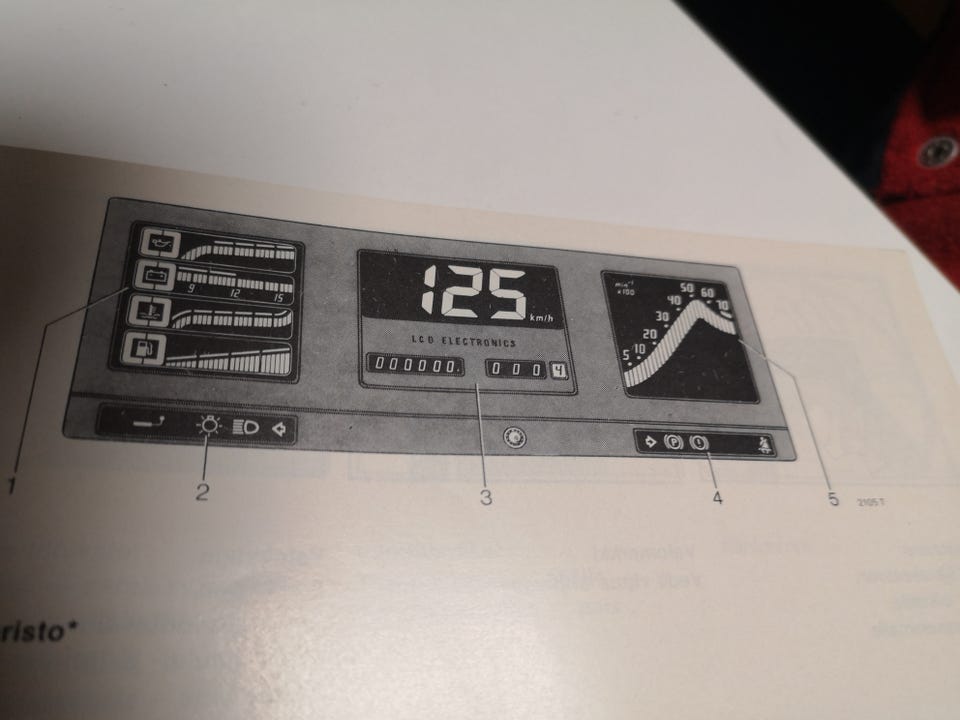 9 12 15
125
km/h
LCD ELECTRONICS
000000
000 4
min⁻¹
x100
5 10 20 30 40 50 60 70
P
1 2 3 4 5
2105 T
risto*